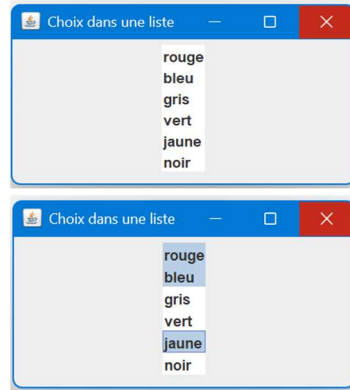 Choix dans une liste
rouge
bleu
gris
vert
jaune
noir
Choix dans une liste
rouge
bleu
gris
vert
jaune
noir